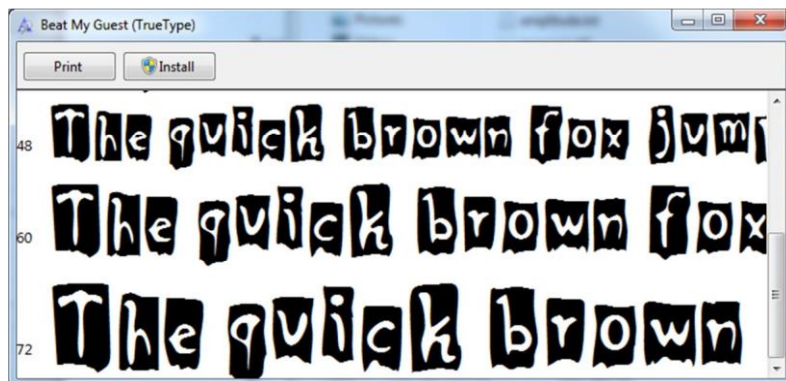 Beat My Guest (TrueType)
Print Install
48 The quick brown fox jum
60 The quick brown fox
72 The quick brown